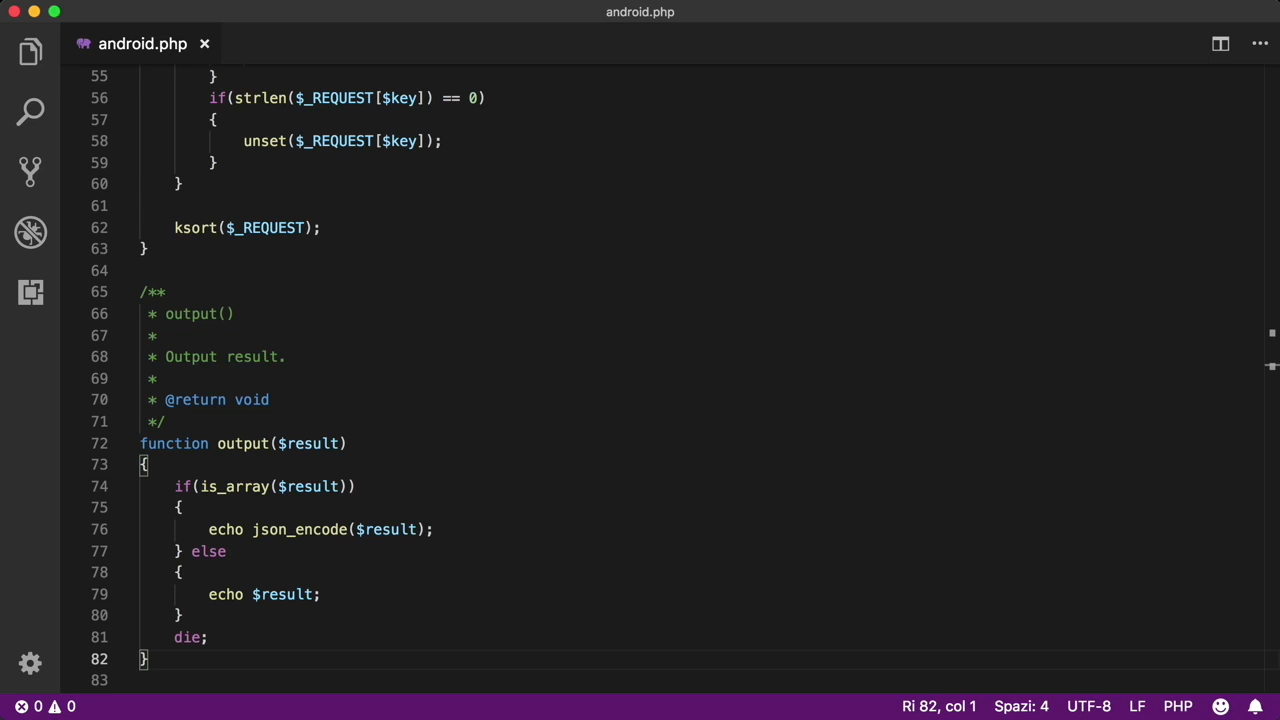 android.php
android.php ×
55 }
56 if(strlen($_REQUEST[$key]) == 0)
57 {
58 unset($_REQUEST[$key]);
59 }
60 }
61
62 ksort($_REQUEST);
63 }
64
65 /**
66 * output()
67 *
68 * Output result.
69 *
70 * @return void
71 */
72 function output($result)
73 {
74 if(is_array($result))
75 {
76 echo json_encode($result);
77 } else
78 {
79 echo $result;
80 }
81 die;
82 }
83
0 0 Ri 82, col 1 Spazi: 4 UTF-8 LF PHP